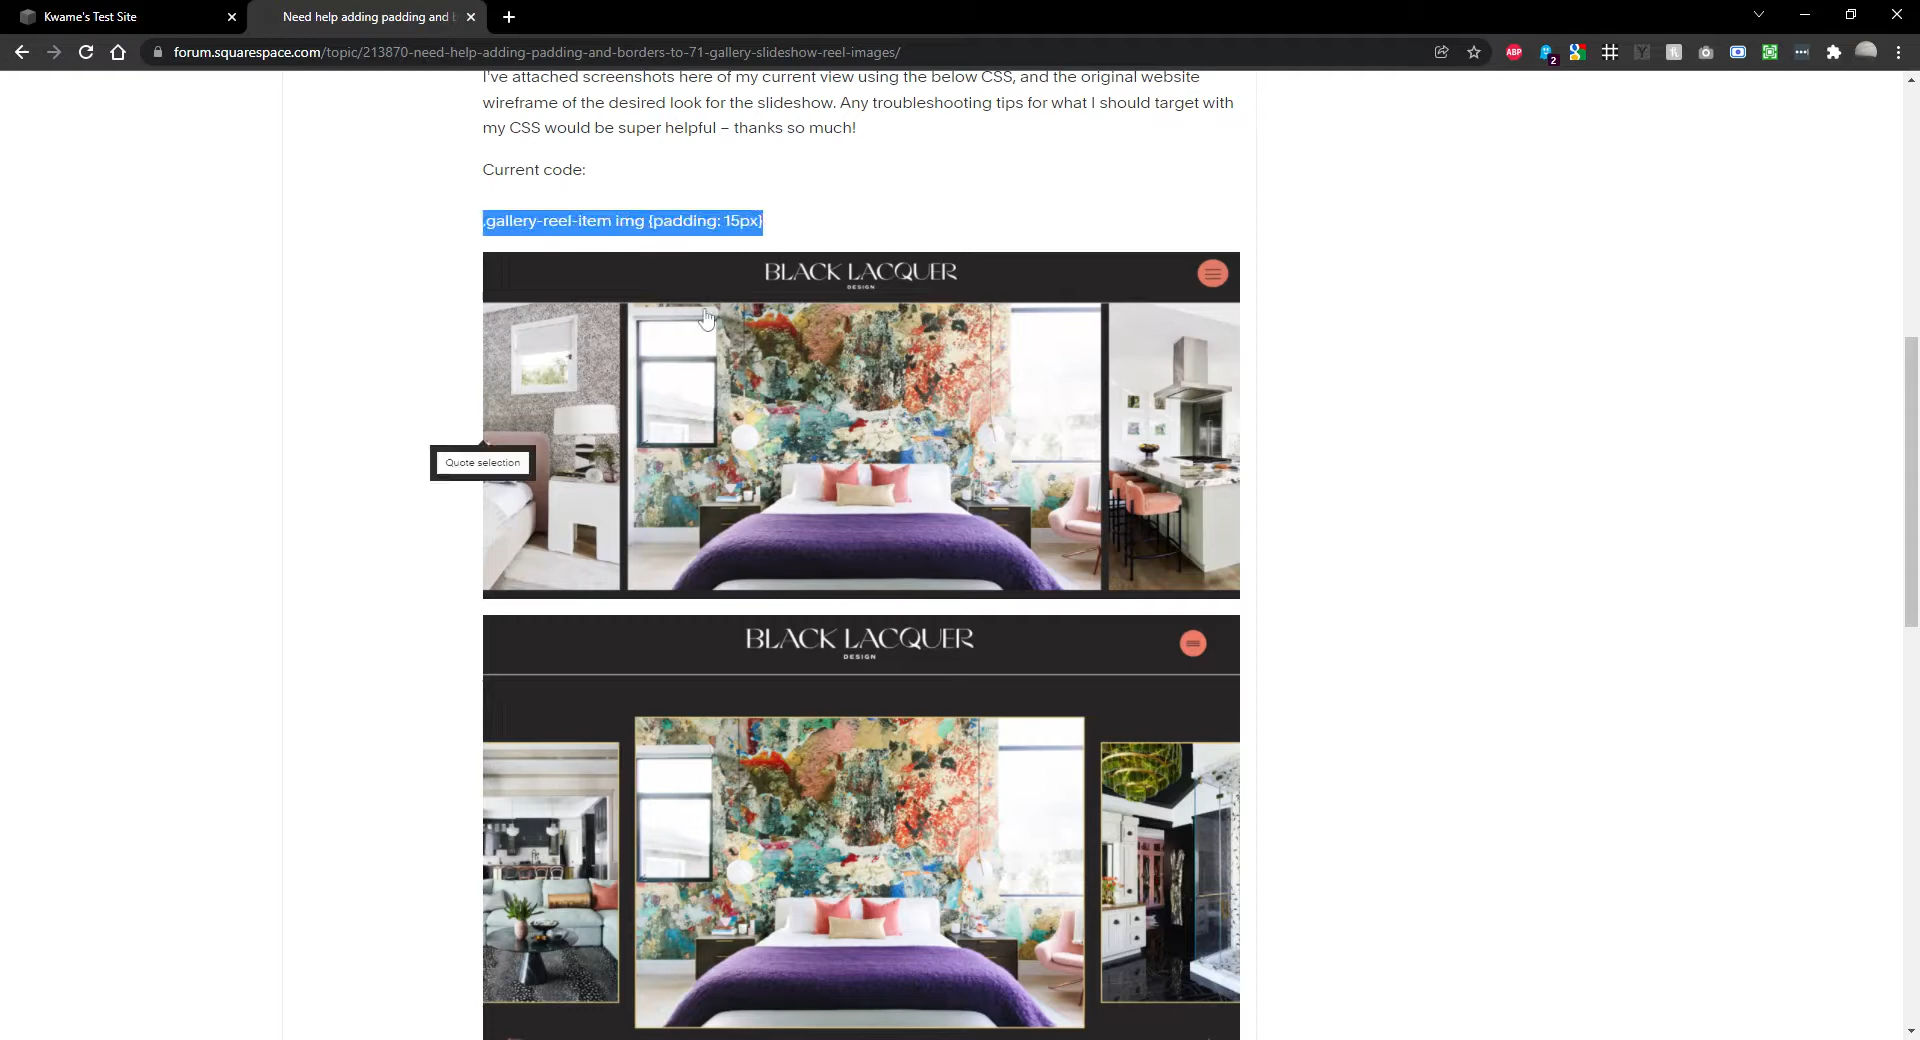 Kwame's Test Site
Need help adding padding and b
forum.squarespace.com/topic/213870-need-help-adding-padding-and-borders-to-71-gallery-slideshow-reel-images/
ABP
2
I've attached screenshots here of my current view using the below CSS, and the original website
wireframe of the desired look for the slideshow. Any troubleshooting tips for what I should target with
my CSS would be super helpful – thanks so much!
Current code:
.gallery-reel-item img {padding: 15px}
BLACK LACQUER
DESIGN
Quote selection
BLACK LACQUER
DESIGN